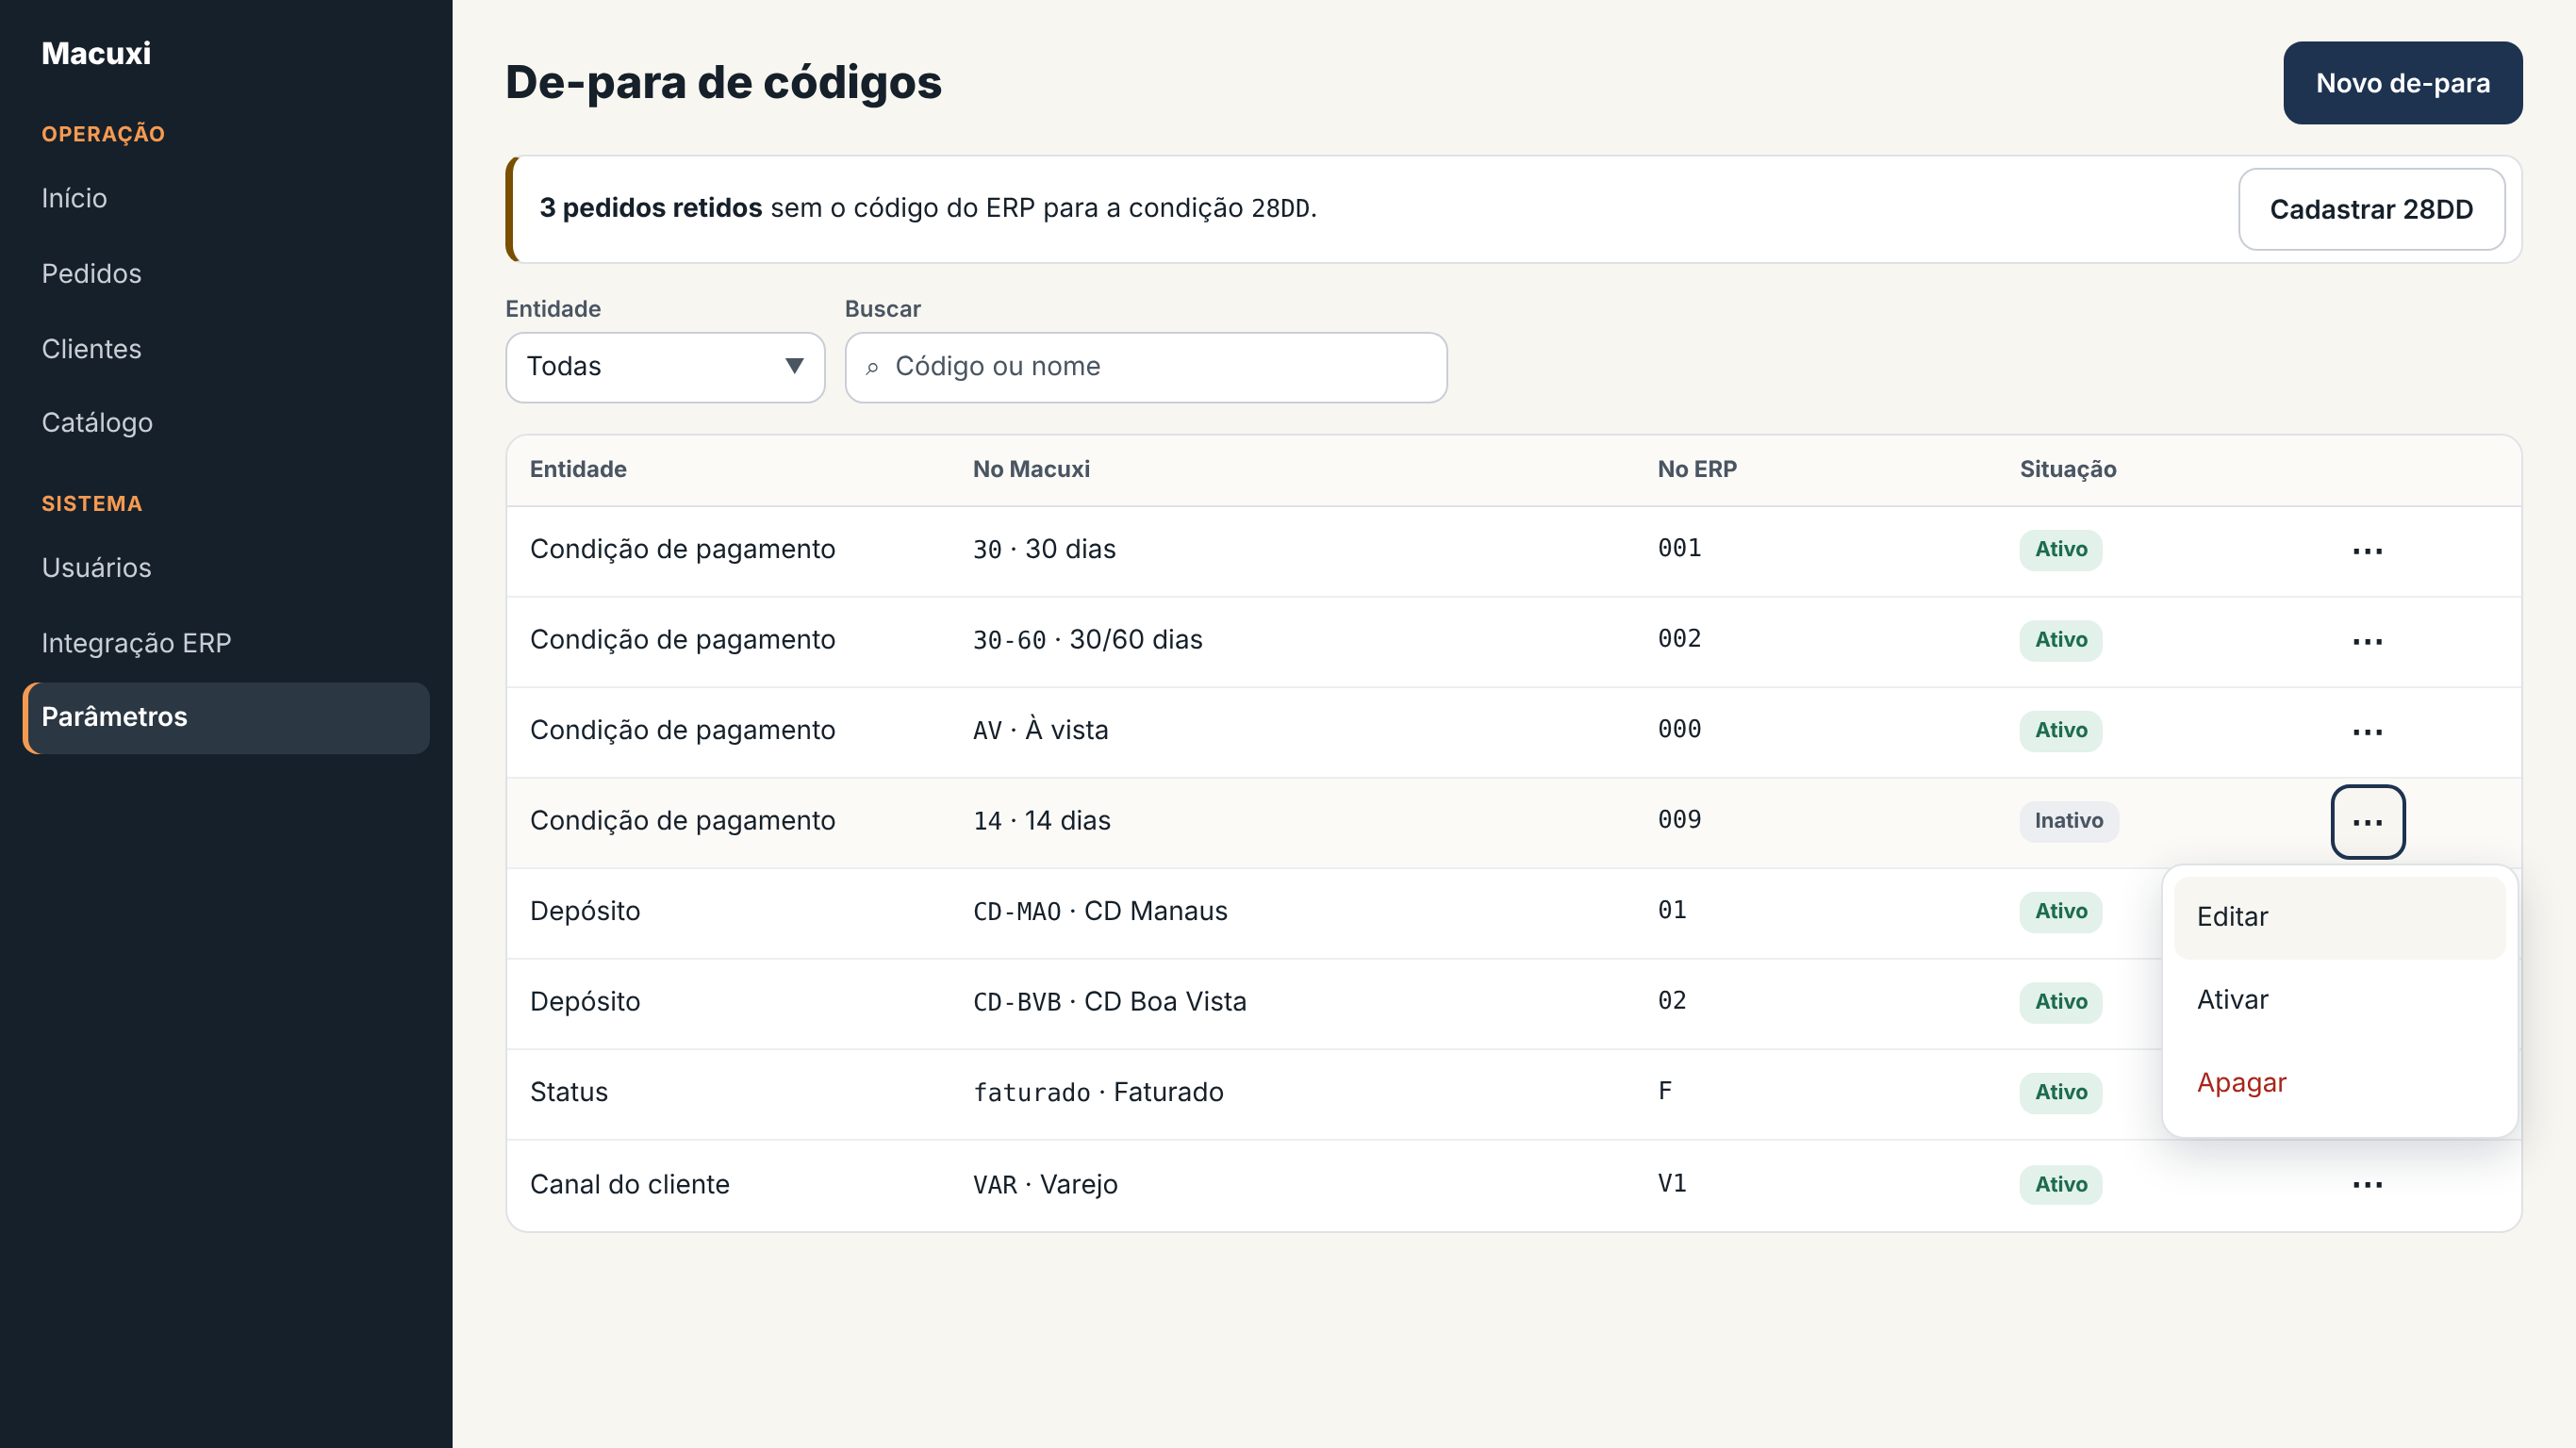 Macuxi
OPERAÇÃO
Início
Pedidos
Clientes
Catálogo
SISTEMA
Usuários
Integração ERP
Parâmetros
De-para de códigos
Novo de-para
3 pedidos retidos sem o código do ERP para a condição 28DD.
Cadastrar 28DD
Entidade
Buscar
Todas
Código ou nome
Entidade No Macuxi No ERP Situação
Condição de pagamento 30 · 30 dias 001 Ativo ...
Condição de pagamento 30-60 · 30/60 dias 002 Ativo ...
Condição de pagamento AV · À vista 000 Ativo ...
Condição de pagamento 14 · 14 dias 009 Inativo ...
Depósito CD-MAO · CD Manaus 01 Ativo
Depósito CD-BVB · CD Boa Vista 02 Ativo
Status faturado · Faturado F Ativo
Canal do cliente VAR · Varejo V1 Ativo ...
Editar
Ativar
Apagar